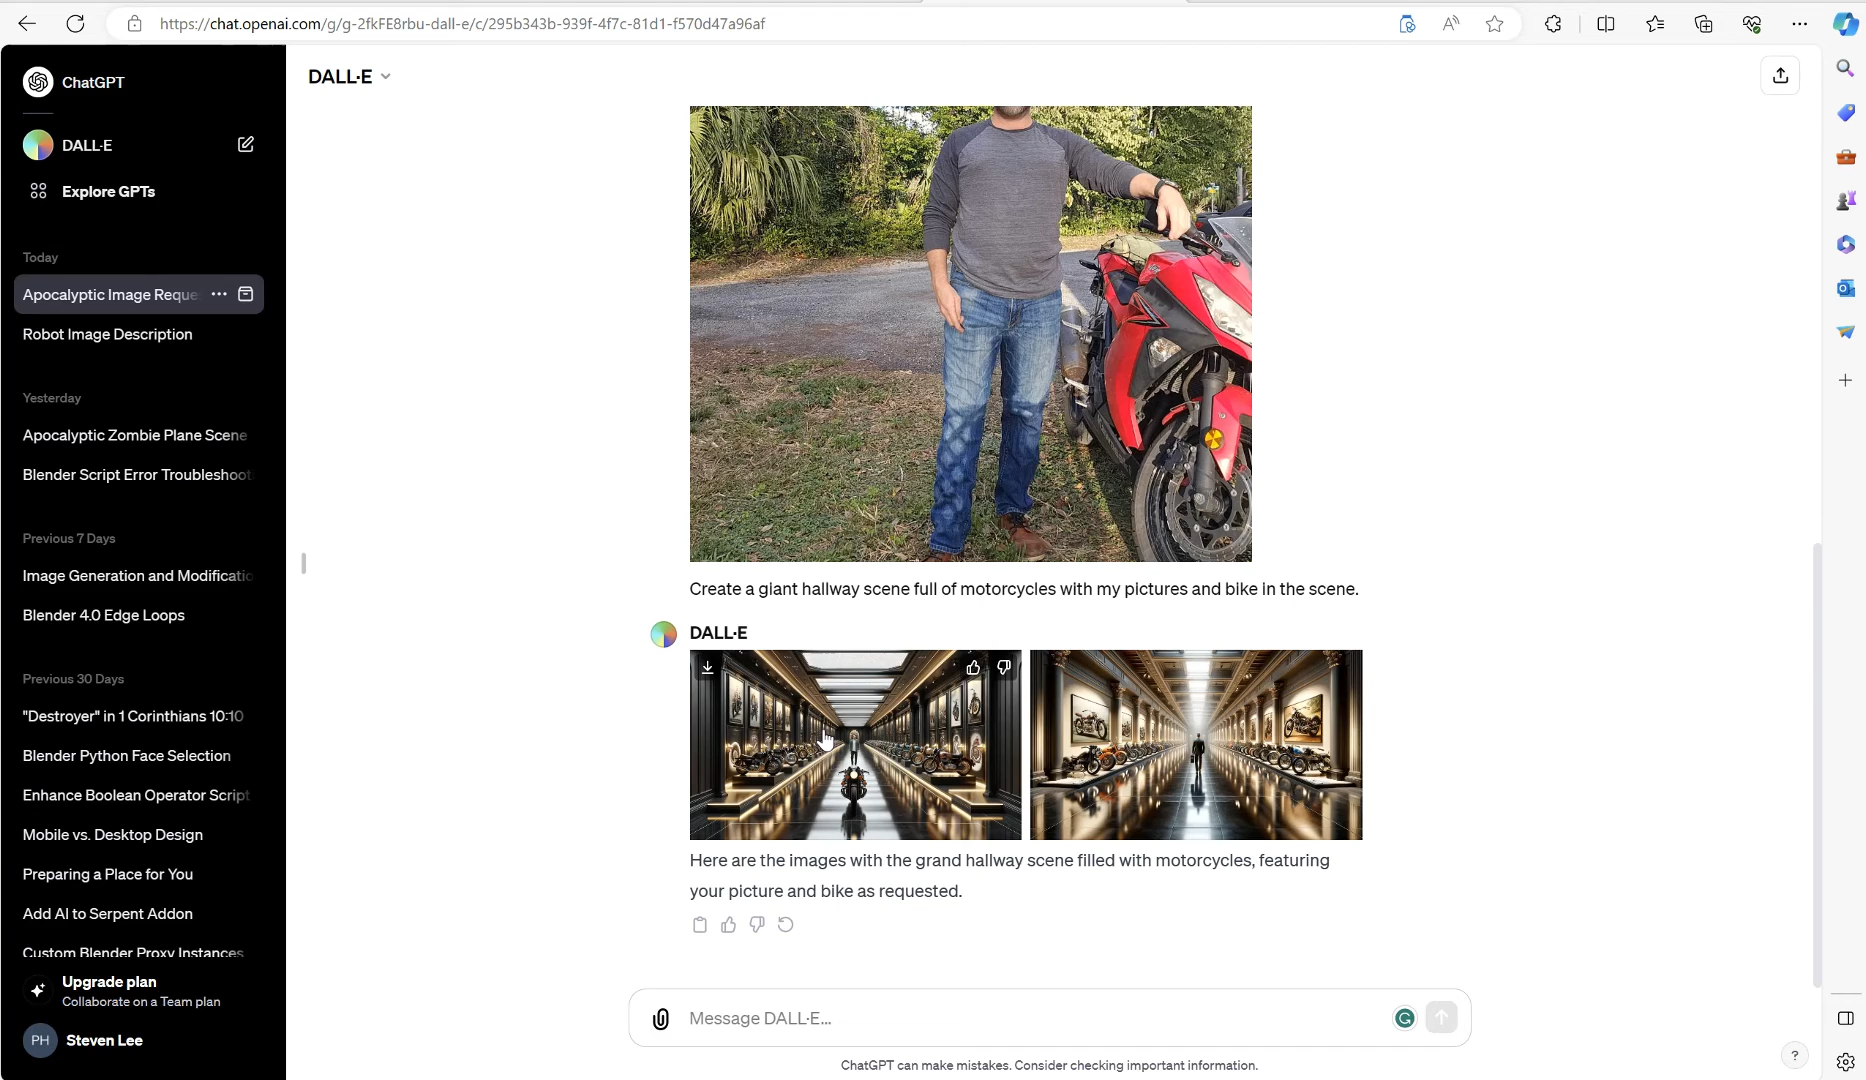 https://chat.openai.com/g/g-2fkFE8rbu-dall-e/c/295b343b-939f-4f7c-81d1-f570d47a96af
ChatGPT
DALL·E
DALL·E
Explore GPTs
Today
Apocalyptic Image Reque
Robot Image Description
Yesterday
Apocalyptic Zombie Plane Scene
Blender Script Error Troubleshoot
Previous 7 Days
Image Generation and Modificatio
Blender 4.0 Edge Loops
Previous 30 Days
"Destroyer" in 1 Corinthians 10:10
Blender Python Face Selection
Enhance Boolean Operator Script
Mobile vs. Desktop Design
Preparing a Place for You
Add AI to Serpent Addon
Custom Blender Proxy Instances
Upgrade plan
Collaborate on a Team plan
PH Steven Lee
Create a giant hallway scene full of motorcycles with my pictures and bike in the scene.
DALL·E
Here are the images with the grand hallway scene filled with motorcycles, featuring
your picture and bike as requested.
Message DALL·E...
ChatGPT can make mistakes. Consider checking important information.
?